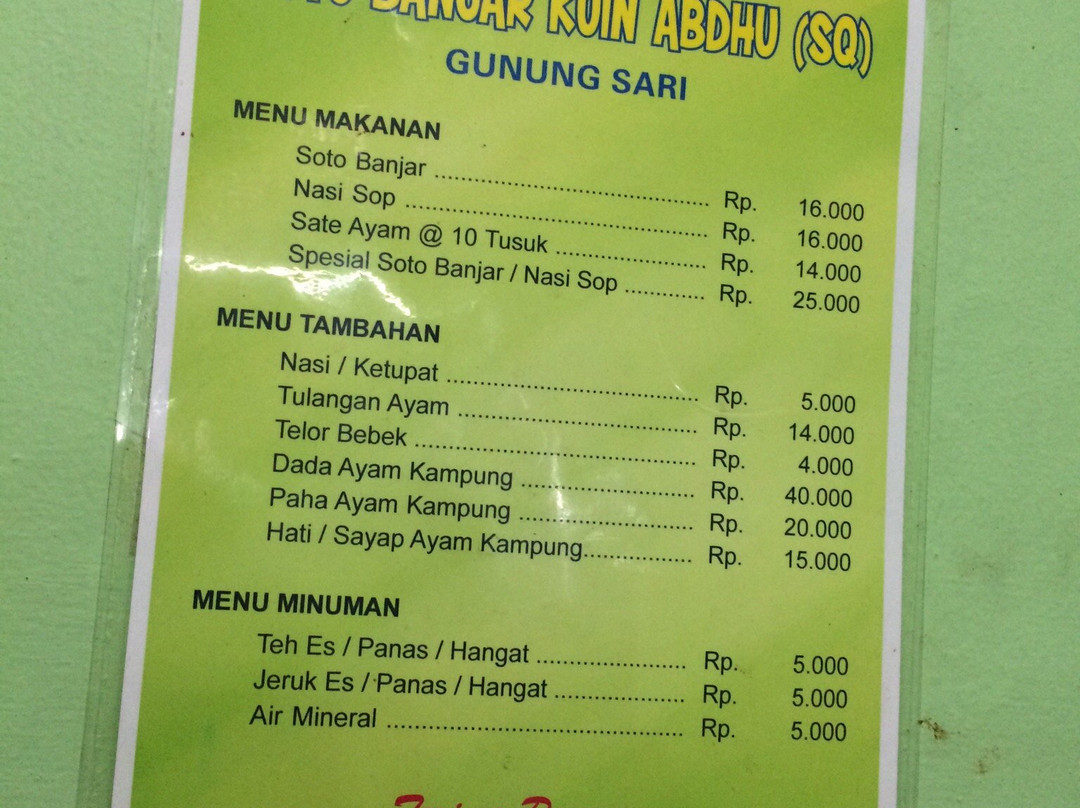 BANJAR KUIN ABDHU (SQ)
GUNUNG SARI
MENU MAKANAN
Soto Banjar ........ Rp. 16.000
Nasi Sop ........ Rp. 16.000
Sate Ayam @ 10 Tusuk ........ Rp. 14.000
Spesial Soto Banjar / Nasi Sop ........ Rp. 25.000
MENU TAMBAHAN
Nasi / Ketupat ........ Rp. 5.000
Tulangan Ayam ........ Rp. 14.000
Telor Bebek ........ Rp. 4.000
Dada Ayam Kampung ........ Rp. 40.000
Paha Ayam Kampung ........ Rp. 20.000
Hati / Sayap Ayam Kampung........ Rp. 15.000
MENU MINUMAN
Teh Es / Panas / Hangat ........ Rp. 5.000
Jeruk Es / Panas / Hangat ........ Rp. 5.000
Air Mineral ........ Rp. 5.000